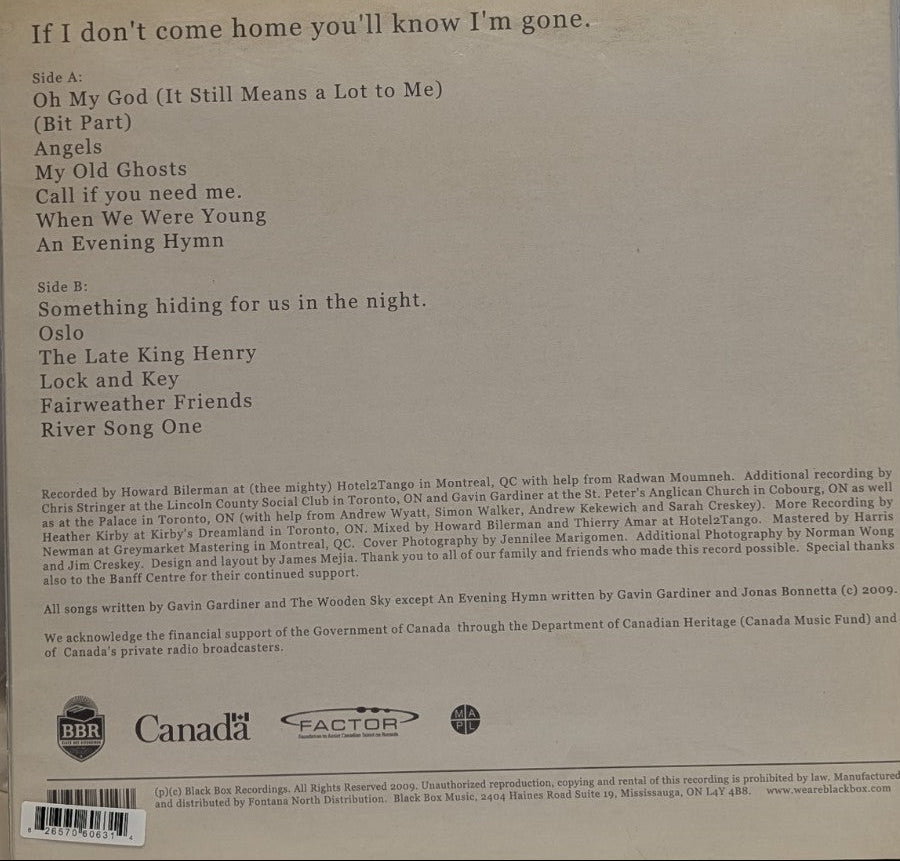 If I don't come home you'll know I'm gone.
Side A:
Oh My God (It Still Means a Lot to Me)
(Bit Part)
Angels
My Old Ghosts
Call if you need me.
When We Were Young
An Evening Hymn
Side B:
Something hiding for us in the night.
Oslo
The Late King Henry
Lock and Key
Fairweather Friends
River Song One
Recorded by Howard Bilerman at (thee mighty) Hotel2Tango in Montreal, QC with help from Radwan Moumneh. Additional recording by
Chris Stringer at the Lincoln County Social Club in Toronto, ON and Gavin Gardiner at the St. Peter's Anglican Church in Cobourg, ON as well
as at the Palace in Toronto, ON (with help from Andrew Wyatt, Simon Walker, Andrew Kekewich and Sarah Creskey). More Recording by
Heather Kirby at Kirby's Dreamland in Toronto, ON. Mixed by Howard Bilerman and Thierry Amar at Hotel2Tango. Mastered by Harris
Newman at Greymarket Mastering in Montreal, QC. Cover Photography by Jennilee Marigomen. Additional Photography by Norman Wong
and Jim Creskey. Design and layout by James Mejia. Thank you to all of our family and friends who made this record possible. Special thanks
also to the Banff Centre for their continued support.
All songs written by Gavin Gardiner and The Wooden Sky except An Evening Hymn written by Gavin Gardiner and Jonas Bonnetta (c) 2009.
We acknowledge the financial support of the Government of Canada through the Department of Canadian Heritage (Canada Music Fund) and
of Canada's private radio broadcasters.
BBR
Canada
FACTOR
MAPL
(p)(c) Black Box Recordings. All Rights Reserved 2009. Unauthorized reproduction, copying and rental of this recording is prohibited by law. Manufactured
and distributed by Fontana North Distribution. Black Box Music, 2404 Haines Road Suite 19, Mississauga, ON L4Y 4B8. www.weareblackbox.com
6 26570 60631 4